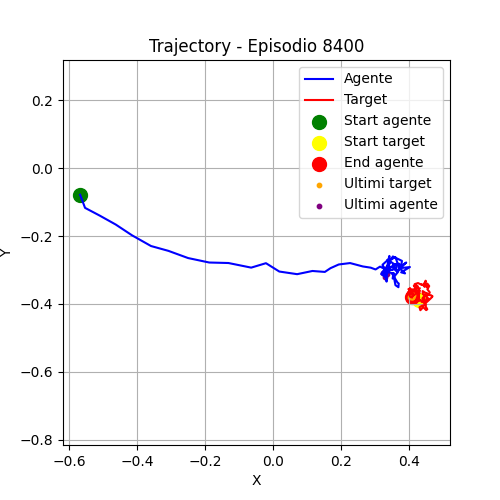 Trajectory - Episodio 8400
Agente
Target
Start agente
Start target
End agente
Ultimi target
Ultimi agente
0.2
0.0
−0.2
−0.4
−0.6
−0.8
Y
−0.6
−0.4
−0.2
0.0
0.2
0.4
X